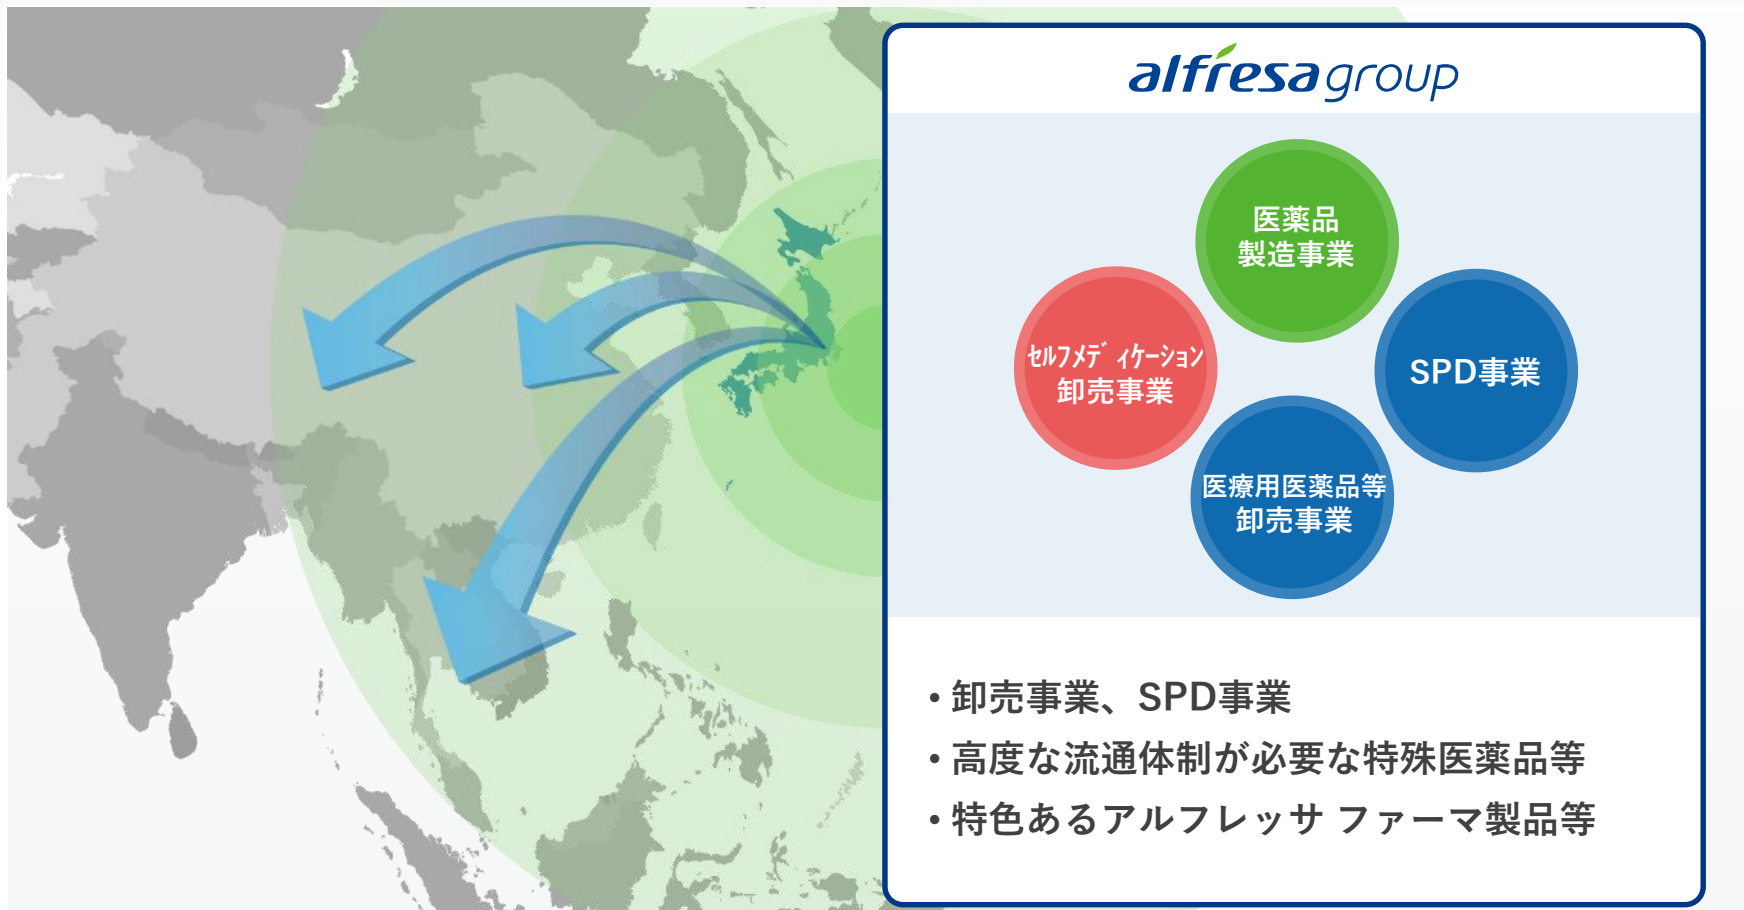 alfresa group
医薬品
製造事業
ｾﾙﾌﾒﾃﾞｨｹｰｼｮﾝ
卸売事業
SPD事業
医療用医薬品等
卸売事業
・卸売事業、SPD事業
・高度な流通体制が必要な特殊医薬品等
・特色あるアルフレッサ ファーマ製品等